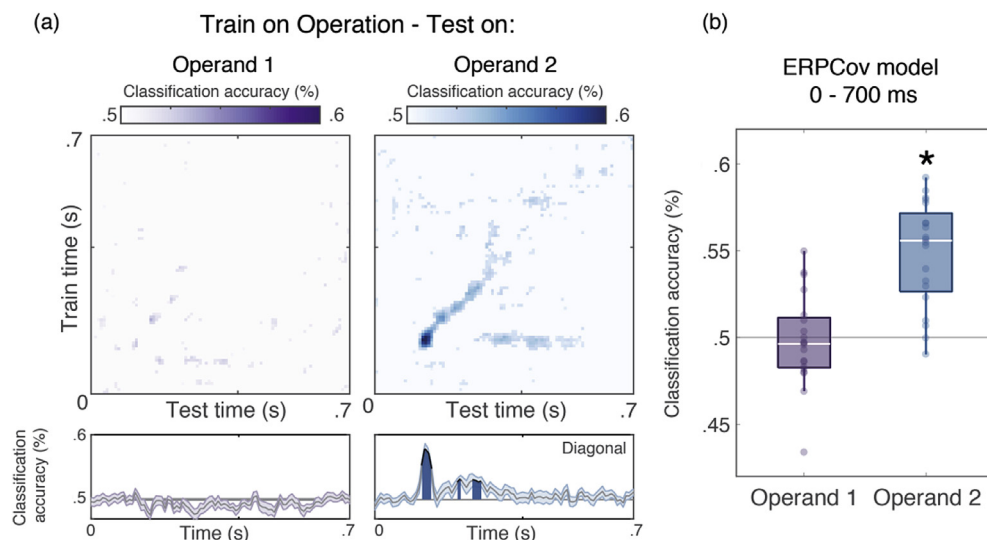 (a)
Train on Operation - Test on:
Operand 1
Operand 2
Classification accuracy (%)
Classification accuracy (%)
.5
.6
.5
.6
.7
Train time (s)
0
Test time (s)
.7
0
Test time (s)
.7
Classification
accuracy (%)
.6
.5
0
Time (s)
.7
Diagonal
0
Time (s)
.7
(b)
ERPCov model
0 - 700 ms
Classification accuracy (%)
.6
.55
.5
.45
*
Operand 1
Operand 2